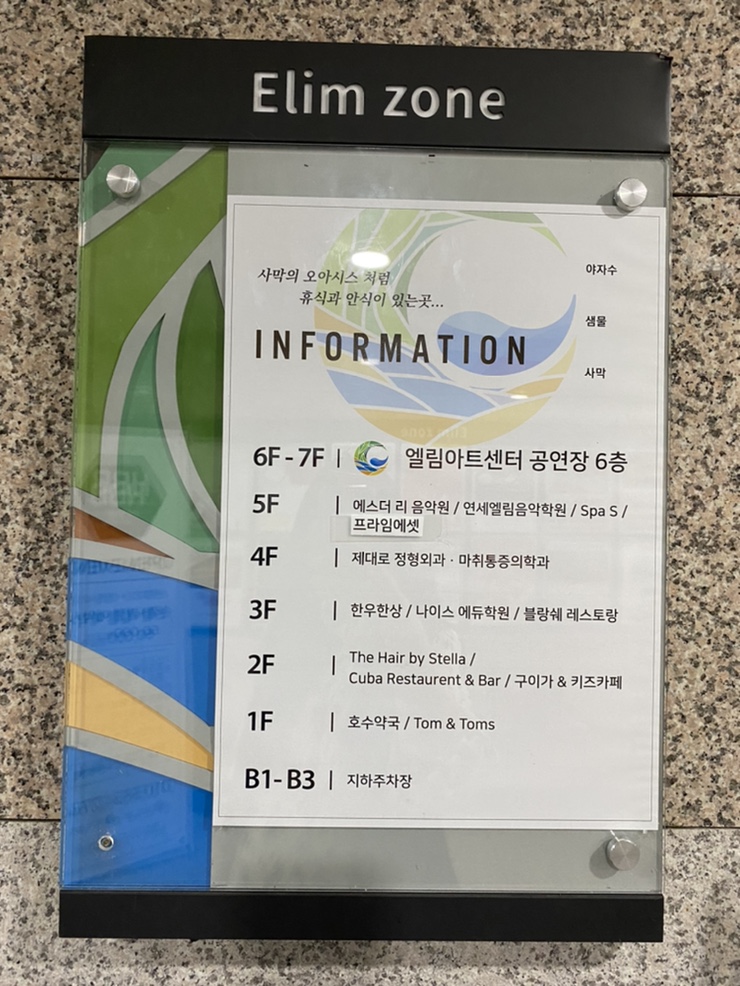 Elim zone
사막의 오아시스 처럼
휴식과 안식이 있는곳...
야자수
샘물
INFORMATION
사막
6F - 7F | 엘림아트센터 공연장 6층
5F | 에스더 리 음악원 / 연세엘림음악학원 / Spa S /
프라임에셋
4F | 제대로 정형외과 · 마취통증의학과
3F | 한우한상 / 나이스 에듀학원 / 블랑쉐 레스토랑
2F | The Hair by Stella /
Cuba Restaurent & Bar / 구이가 & 키즈카페
1F | 호수약국 / Tom & Toms
B1- B3 | 지하주차장